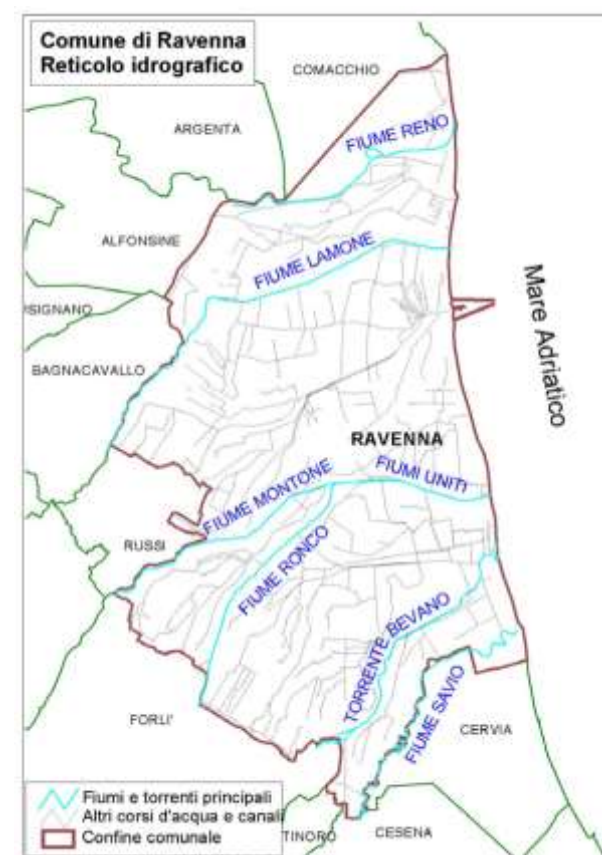 Comune di Ravenna
Reticolo idrografico
COMACCHIO
ARGENTA
FIUME RENO
ALFONSINE
FIUME LAMONE
Mare Adriatico
SIGNANO
BAGNACAVALLO
RAVENNA
FIUME MONTONE
FIUMI UNITI
RUSSI
FIUME RONCO
TORRENTE BEVANO
FIUME SAVIO
FORLI'
CERVIA
Fiumi e torrenti principali
Altri corsi d'acqua e canali
Confine comunale
TINORO
CESENA